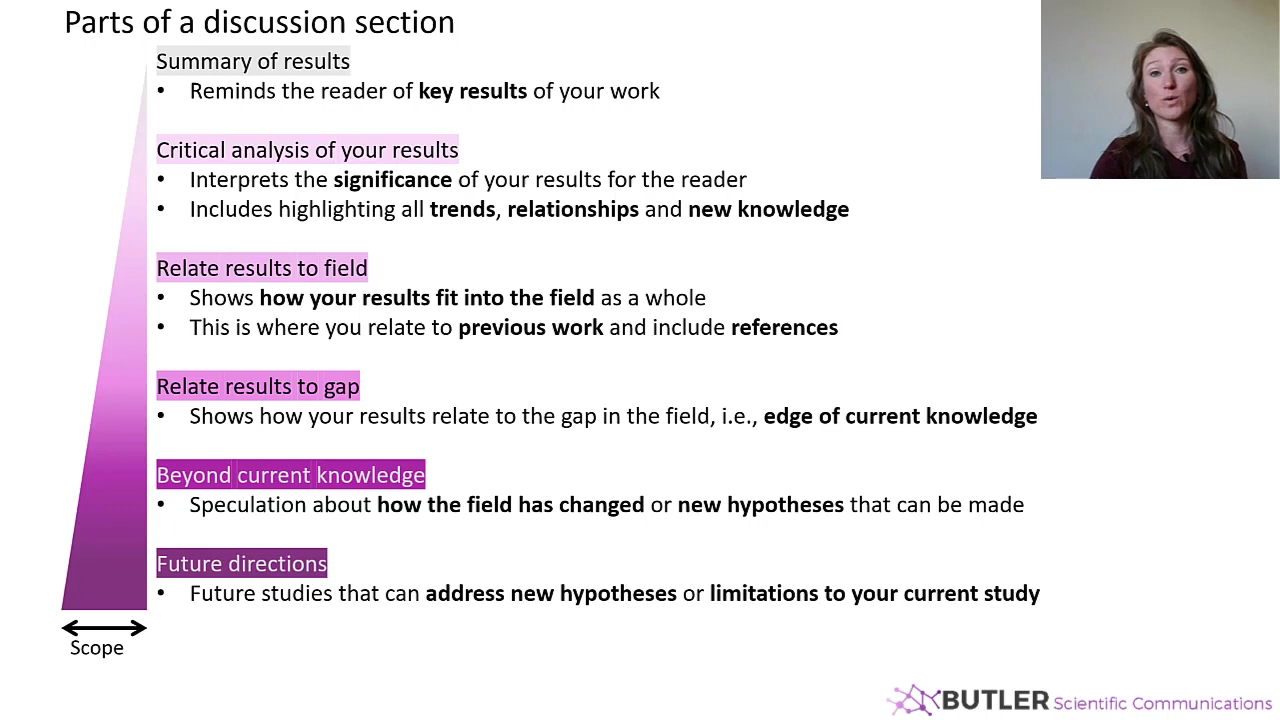 Parts of a discussion section
Summary of results
• Reminds the reader of key results of your work
Critical analysis of your results
• Interprets the significance of your results for the reader
• Includes highlighting all trends, relationships and new knowledge
Relate results to field
• Shows how your results fit into the field as a whole
• This is where you relate to previous work and include references
Relate results to gap
• Shows how your results relate to the gap in the field, i.e., edge of current knowledge
Beyond current knowledge
• Speculation about how the field has changed or new hypotheses that can be made
Future directions
• Future studies that can address new hypotheses or limitations to your current study
Scope
BUTLER Scientific Communications